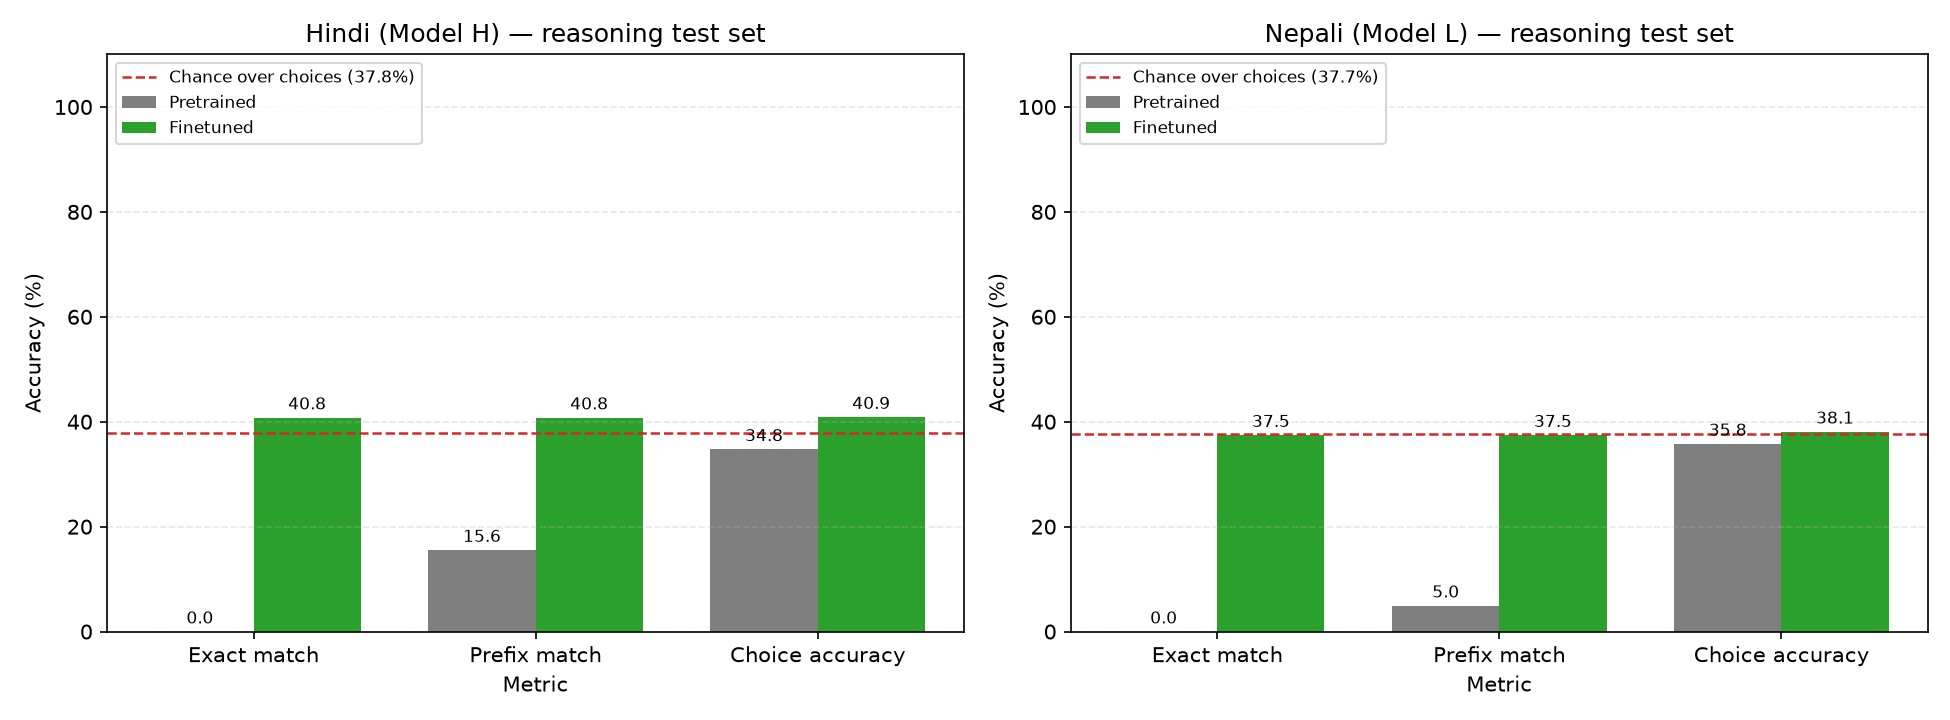 Hindi (Model H) — reasoning test set
Chance over choices (37.8%)
Pretrained
Finetuned
Accuracy (%)
100
80
60
40
20
0
0.0
40.8
15.6
40.8
34.8
40.9
Exact match
Prefix match
Choice accuracy
Metric
Nepali (Model L) — reasoning test set
Chance over choices (37.7%)
Pretrained
Finetuned
Accuracy (%)
100
80
60
40
20
0
0.0
37.5
5.0
37.5
35.8
38.1
Exact match
Prefix match
Choice accuracy
Metric